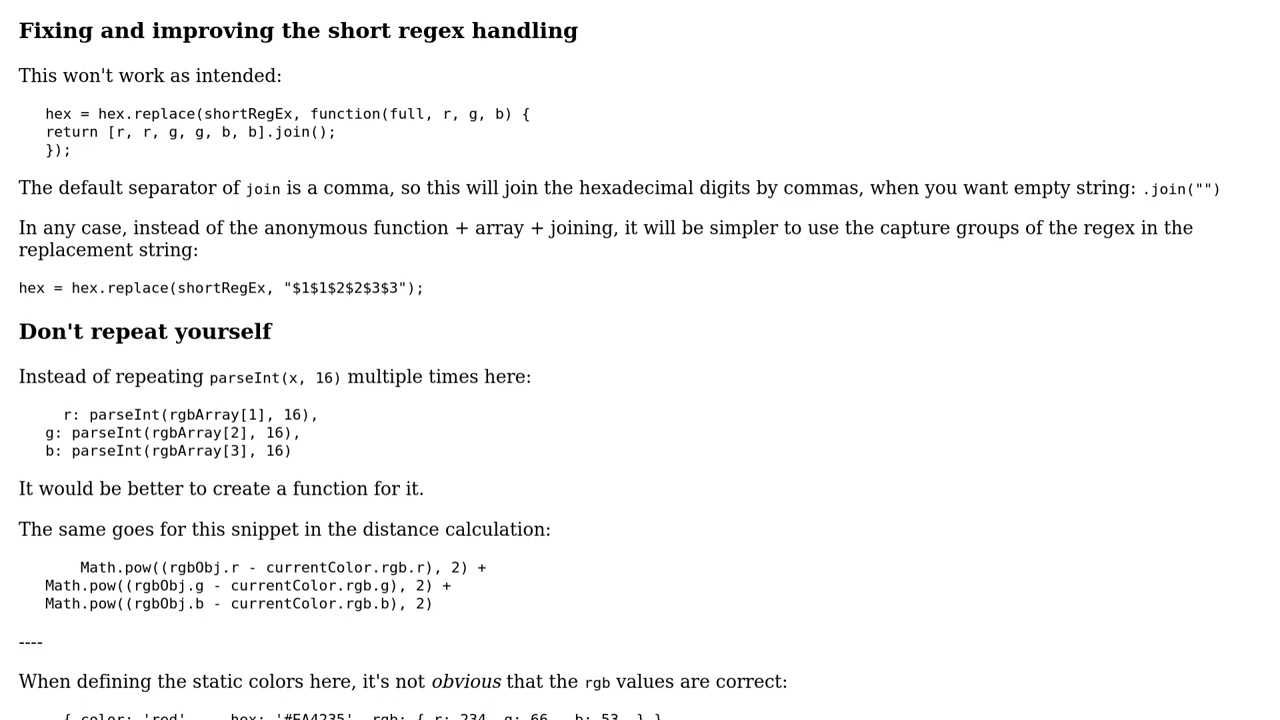 Fixing and improving the short regex handling
This won't work as intended:
hex = hex.replace(shortRegEx, function(full, r, g, b) {
return [r, r, g, g, b, b].join();
});
The default separator of join is a comma, so this will join the hexadecimal digits by commas, when you want empty string: .join("")
In any case, instead of the anonymous function + array + joining, it will be simpler to use the capture groups of the regex in the
replacement string:
hex = hex.replace(shortRegEx, "$1$1$2$2$3$3");
Don't repeat yourself
Instead of repeating parseInt(x, 16) multiple times here:
r: parseInt(rgbArray[1], 16),
g: parseInt(rgbArray[2], 16),
b: parseInt(rgbArray[3], 16)
It would be better to create a function for it.
The same goes for this snippet in the distance calculation:
Math.pow((rgbObj.r - currentColor.rgb.r), 2) +
Math.pow((rgbObj.g - currentColor.rgb.g), 2) +
Math.pow((rgbObj.b - currentColor.rgb.b), 2)
----
When defining the static colors here, it's not obvious that the rgb values are correct:
{ color: 'red', hex: '#EA4235', rgb: { r: 234, g: 66, b: 53, } },